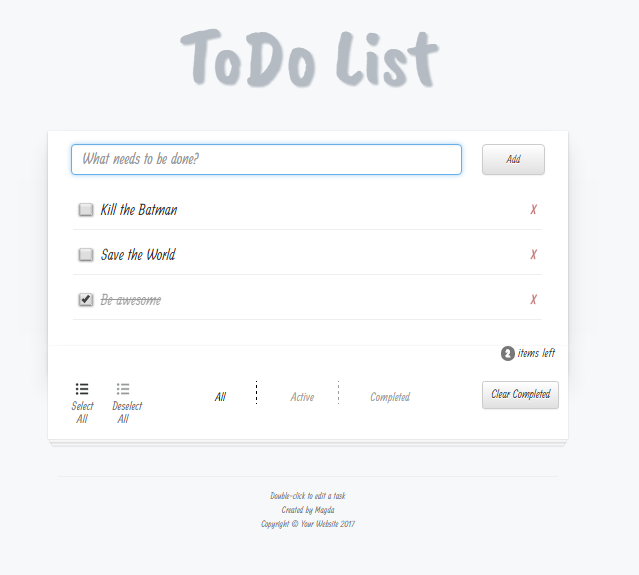 ToDo List
What needs to be done?
Add
Kill the Batman
X
Save the World
X
Be awesome
X
2 items left
Select All
Deselect All
All
Active
Completed
Clear Completed
Double-click to edit a task
Created by Magda
Copyright © Your Website 2017